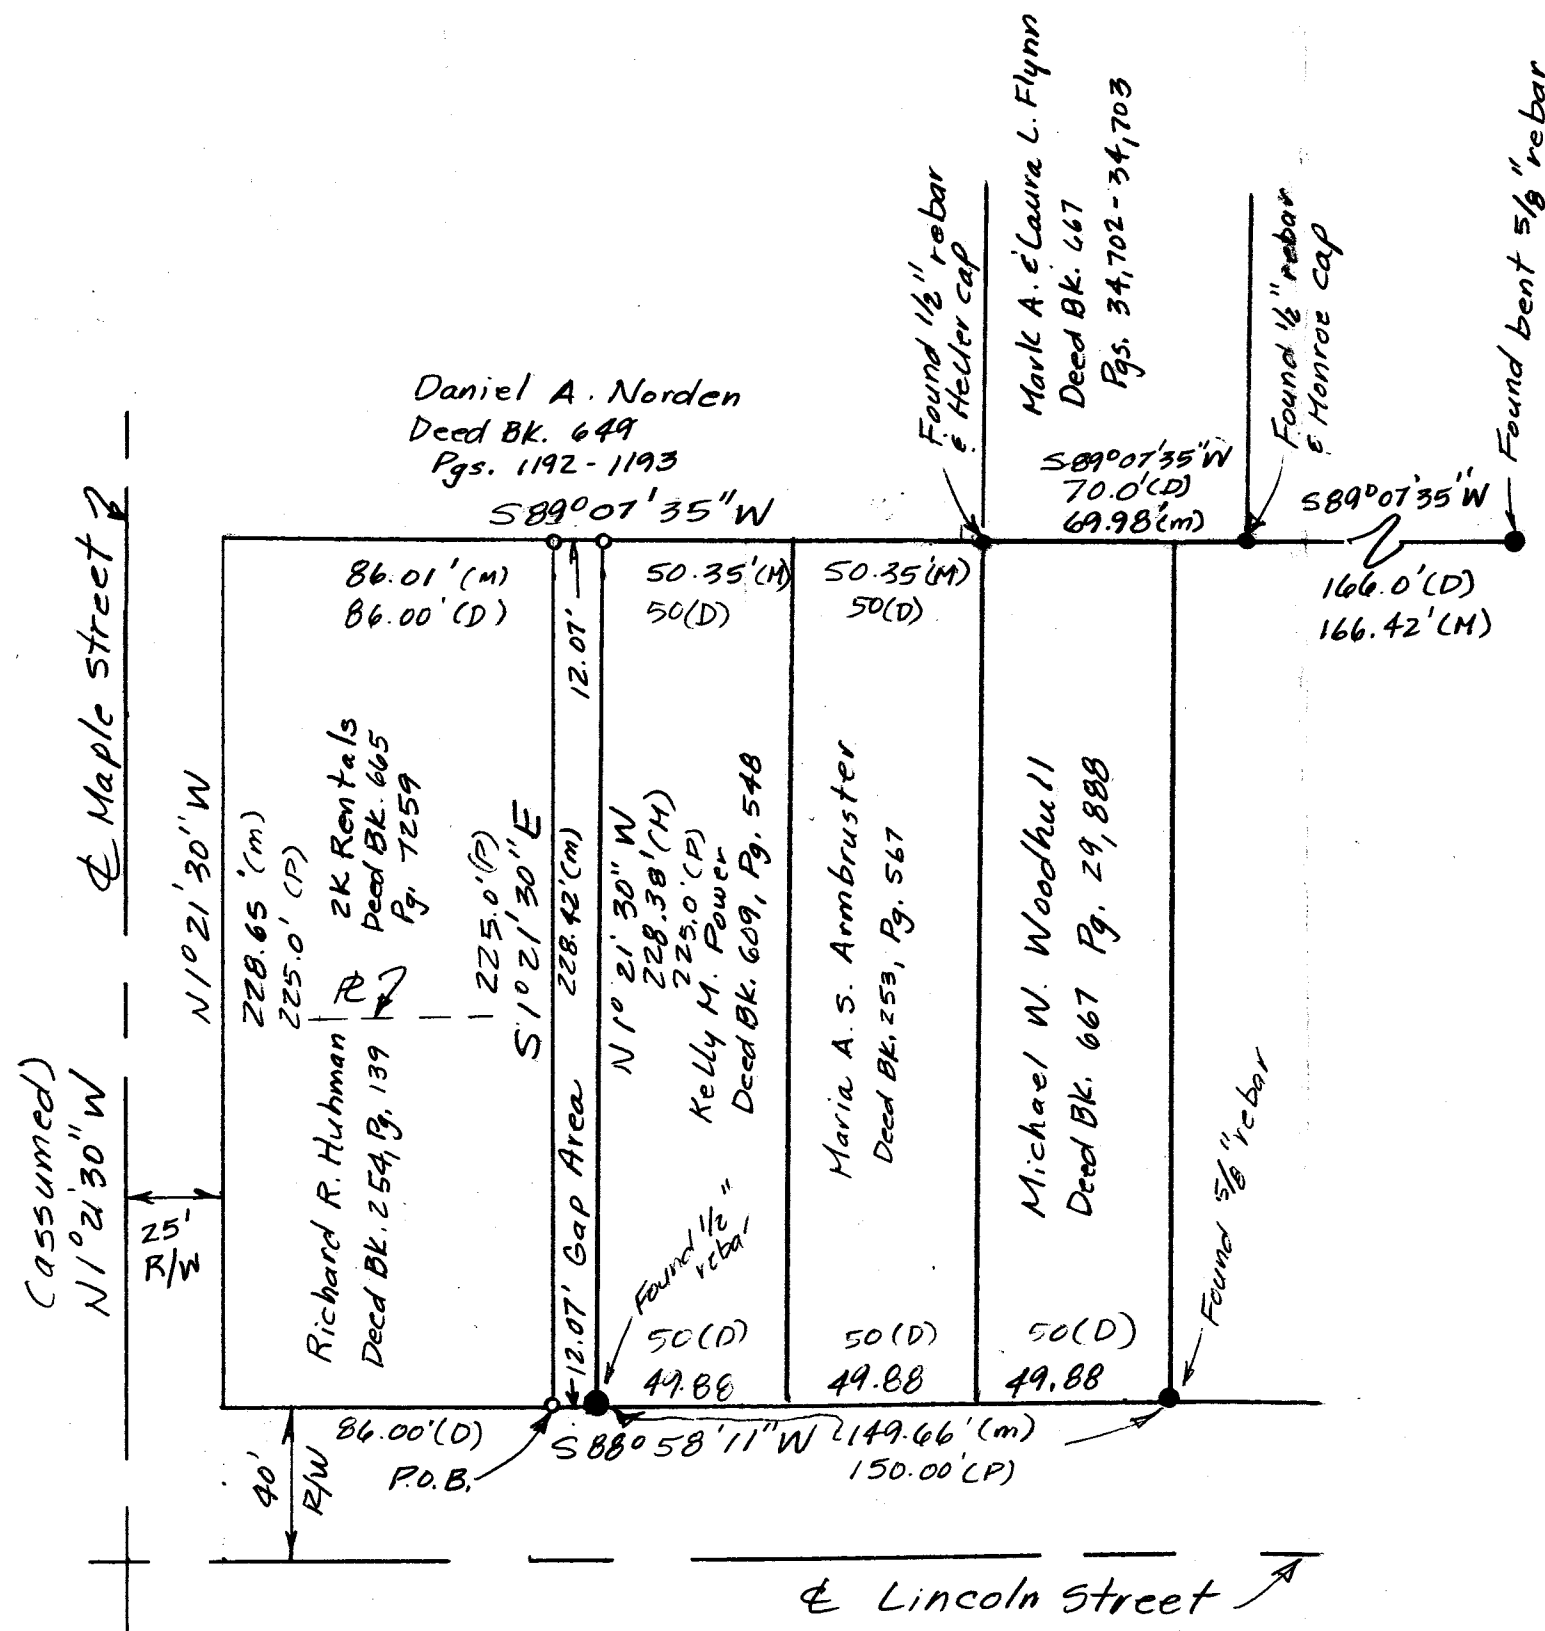 Mark A. & Laura L. Flynn
Deed Bk. 667
Pgs. 34,702-34,703
Found 1/2" rebar
& Heller cap
Found 1/2" rebar
& Monroe cap
Found bent 5/8" rebar
Daniel A. Norden
Deed Bk. 649
Pgs. 1192-1193
S89°07'35"W
S89°07'35"W
70.0'(D)
69.98'(m)
S89°07'35"W
166.0'(D)
166.42'(M)
86.01'(M)
86.00'(D)
12.07'
50.35'(M)
50(D)
50.35'(M)
50(D)
℄ Maple Street
(assumed)
N1°21'30"W
25'
R/W
N1°21'30"W
228.65'(m)
225.0'(P)
2K Rentals
Deed Bk. 665
Pg. 7259
PL
Richard R. Huhman
Deed Bk. 254, Pg. 139
225.0'(P)
S1°21'30"E
228.42'(m)
12.07' Gap Area
N1°21'30"W
228.38'(M)
225.0'(P)
Kelly M. Power
Deed Bk. 609, Pg. 548
Maria A. S. Armbruster
Deed Bk. 253, Pg. 567
Michael W. Woodhull
Deed Bk. 667 Pg. 29,888
Found 1/2"
rebar
Found 5/8" rebar
50(D)
49.88
50(D)
49.88
50(D)
49.88
86.00'(D)
P.O.B.
S88°58'11"W
149.66'(m)
150.00'(P)
40'
R/W
℄ Lincoln Street